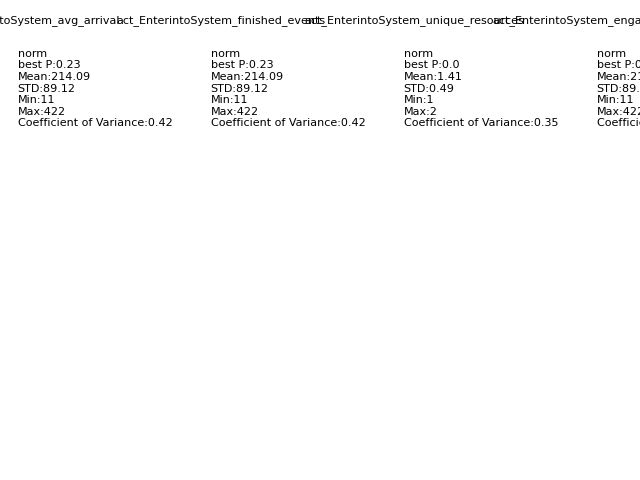 toSystem_avg_arrival act_EnterintoSystem_finished_events act_EnterintoSystem_unique_resources act_EnterintoSystem_enga
norm norm norm norm
best P:0.23 best P:0.23 best P:0.0 best P:0
Mean:214.09 Mean:214.09 Mean:1.41 Mean:21
STD:89.12 STD:89.12 STD:0.49 STD:89.
Min:11 Min:11 Min:1 Min:11
Max:422 Max:422 Max:2 Max:422
Coefficient of Variance:0.42 Coefficient of Variance:0.42 Coefficient of Variance:0.35 Coefficie